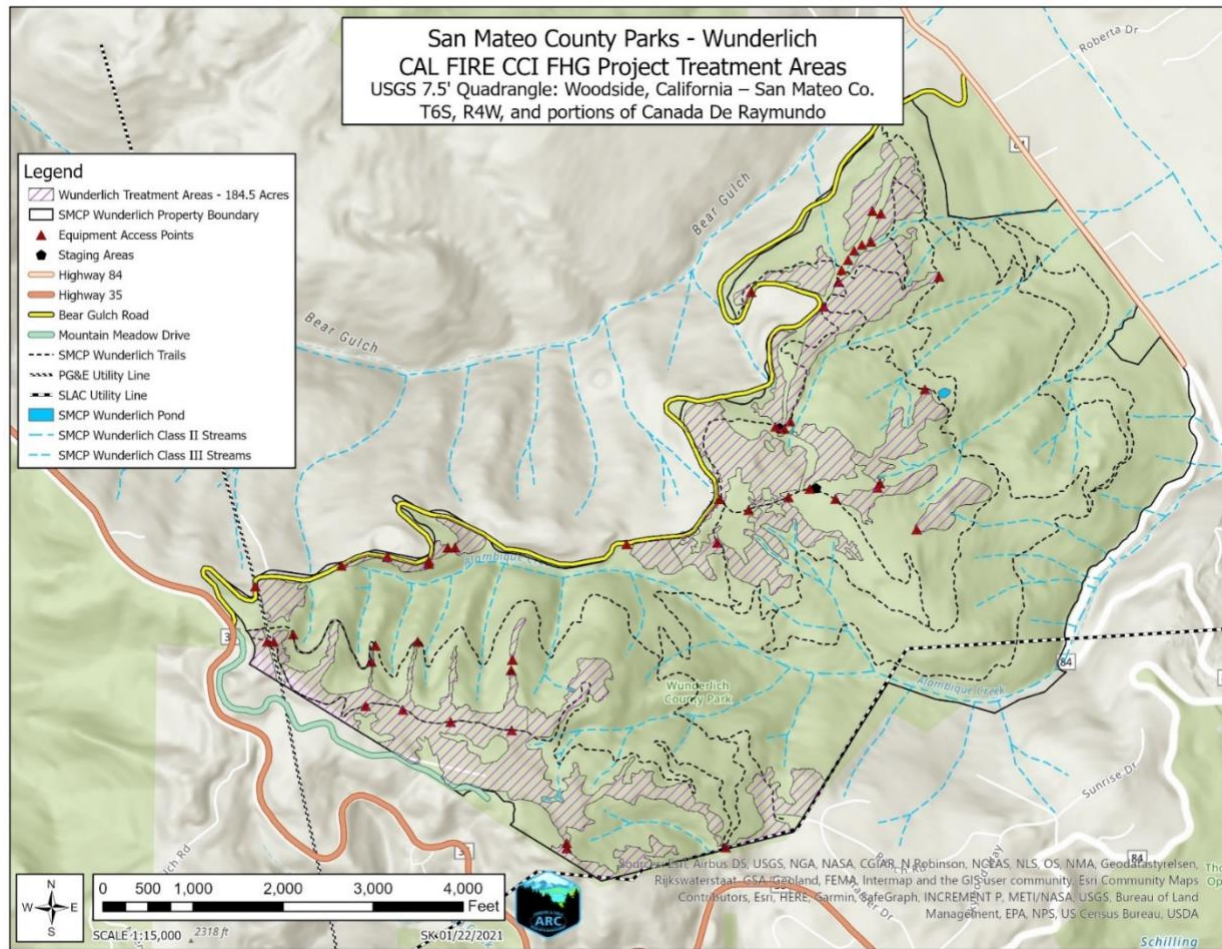 San Mateo County Parks - Wunderlich
CAL FIRE CCI FHG Project Treatment Areas
USGS 7.5' Quadrangle: Woodside, California – San Mateo Co.
T6S, R4W, and portions of Canada De Raymundo
Roberta Dr
84
Legend
Wunderlich Treatment Areas - 184.5 Acres
SMCP Wunderlich Property Boundary
Equipment Access Points
Staging Areas
Highway 84
Highway 35
Bear Gulch Road
Mountain Meadow Drive
SMCP Wunderlich Trails
PG&E Utility Line
SLAC Utility Line
SMCP Wunderlich Pond
SMCP Wunderlich Class II Streams
SMCP Wunderlich Class III Streams
Bear Gulch
Bear Gulch
Alambique
3
84
Alambique Creek
Wunderlich
County Park
Sunrise Dr
84
N
W E
S
0 500 1,000 2,000 3,000 4,000
Feet
SCALE 1:15,000
2318 ft
SK 01/22/2021
ARC
Sources: Esri, Airbus DS, USGS, NGA, NASA, CGIAR, N Robinson, NCEAS, NLS, OS, NMA, Geodatastyrelsen,
Rijkswaterstaat, GSA, Geoland, FEMA, Intermap and the GIS user community, Esri Community Maps
Contributors, Esri, HERE, Garmin, SafeGraph, INCREMENT P, METI/NASA, USGS, Bureau of Land
Management, EPA, NPS, US Census Bureau, USDA
Schilling